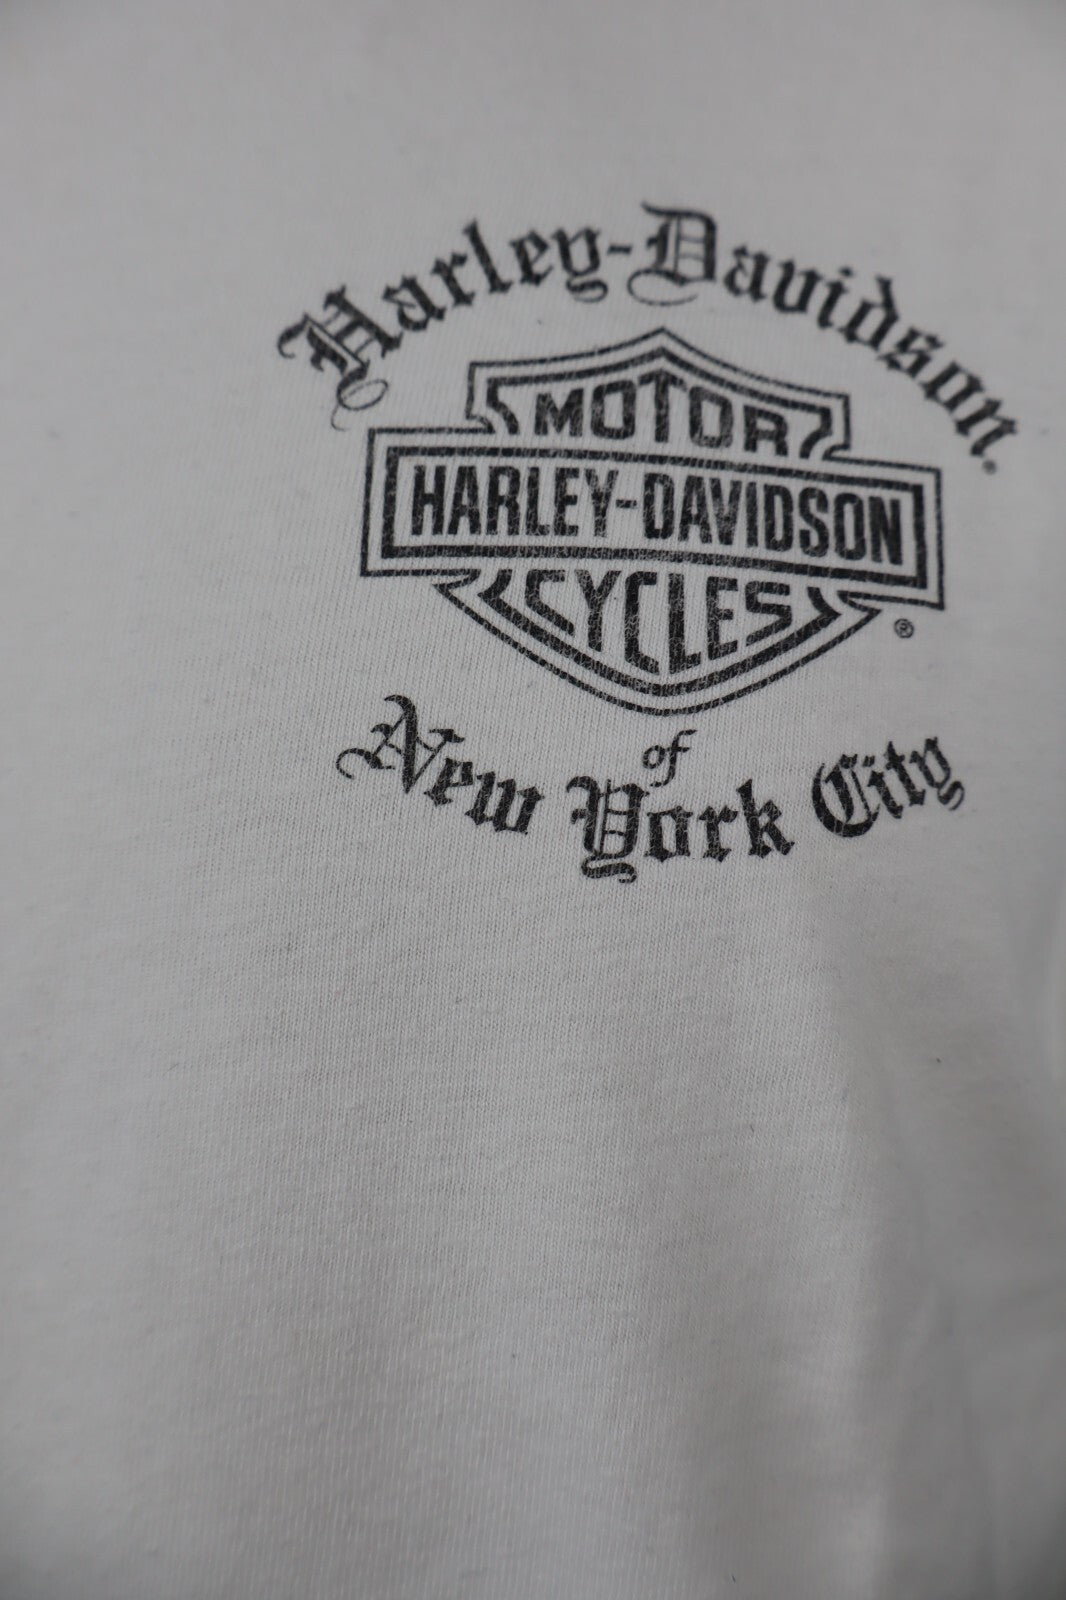 Harley-Davidson.
MOTOR
HARLEY-DAVIDSON
CYCLES
®
of
New York City